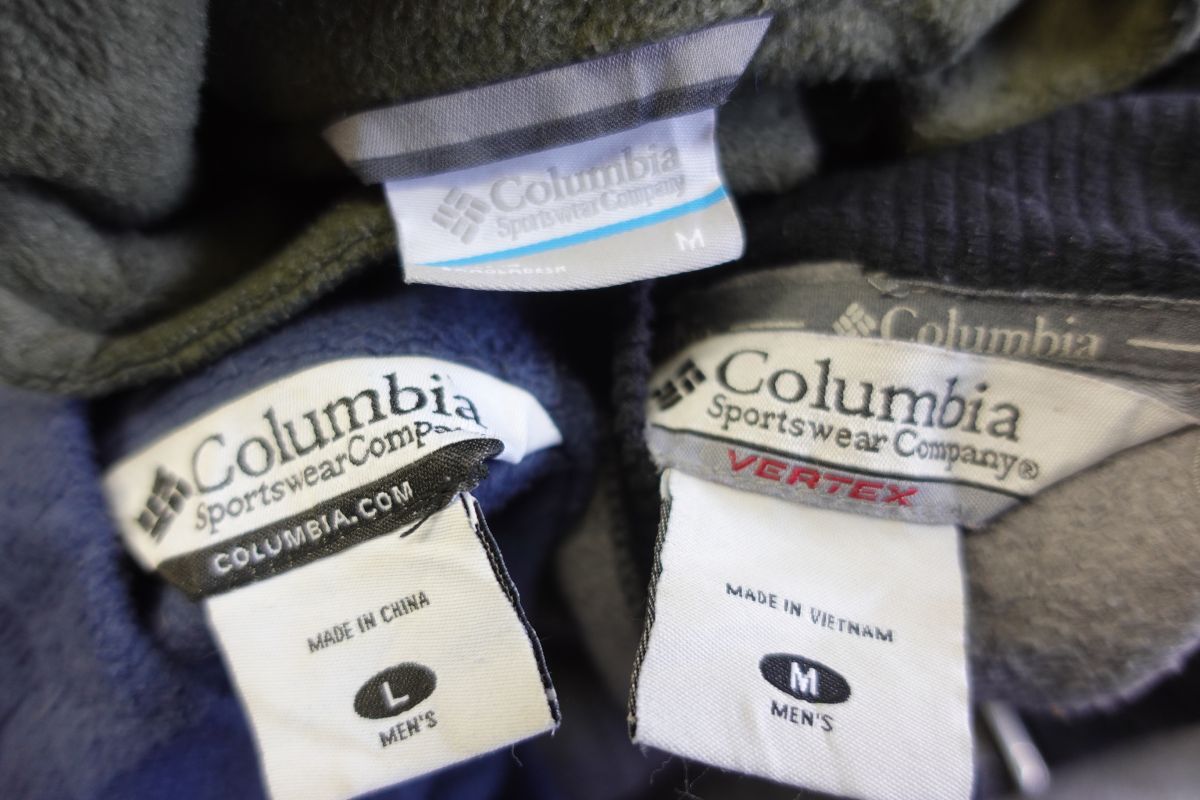 Columbia
Sportswear Company
M
Columbia
Columbia
Sportswear Company
COLUMBIA.COM
MADE IN CHINA
L
MEN'S
Columbia
Sportswear Company®
VERTEX
MADE IN VIETNAM
M
MEN'S